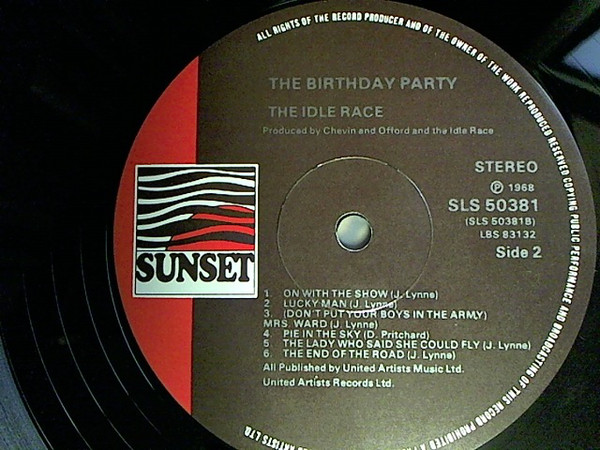 ALL RIGHTS OF THE RECORD PRODUCER AND OF THE OWNER OF THE WORK REPRODUCED RESERVED COPYING PUBLIC PERFORMANCE AND BROADCASTING OF THIS RECORD PROHIBITED
ARTISTS LTD.
THE BIRTHDAY PARTY
THE IDLE RACE
Produced by Chevin and Offord and the Idle Race
STEREO
Ⓟ 1968
SLS 50381
(SLS 50381B)
LBS 83132
Side 2
SUNSET
1. ON WITH THE SHOW (J. Lynne)
2. LUCKY MAN (J. Lynne)
3. (DON'T PUT YOUR BOYS IN THE ARMY)
MRS. WARD (J. Lynne)
4. PIE IN THE SKY (D. Pritchard)
5. THE LADY WHO SAID SHE COULD FLY (J. Lynne)
6. THE END OF THE ROAD (J. Lynne)
All Published by United Artists Music Ltd.
United Artists Records Ltd.